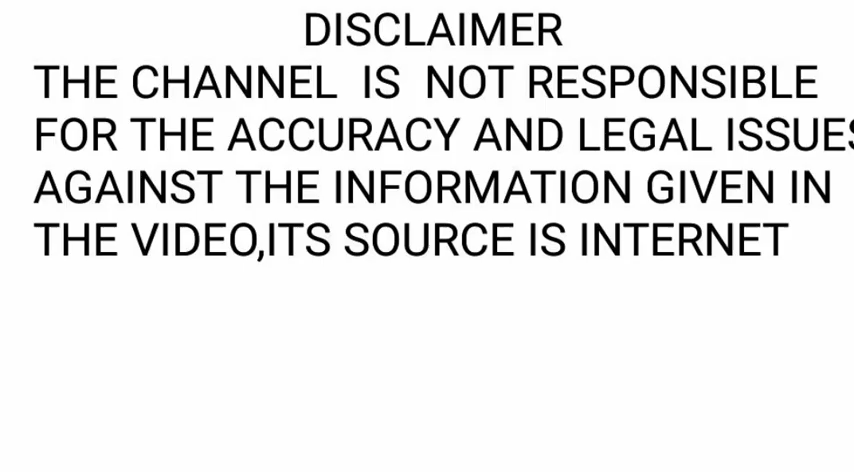 DISCLAIMER
THE CHANNEL IS NOT RESPONSIBLE
FOR THE ACCURACY AND LEGAL ISSUES
AGAINST THE INFORMATION GIVEN IN
THE VIDEO,ITS SOURCE IS INTERNET